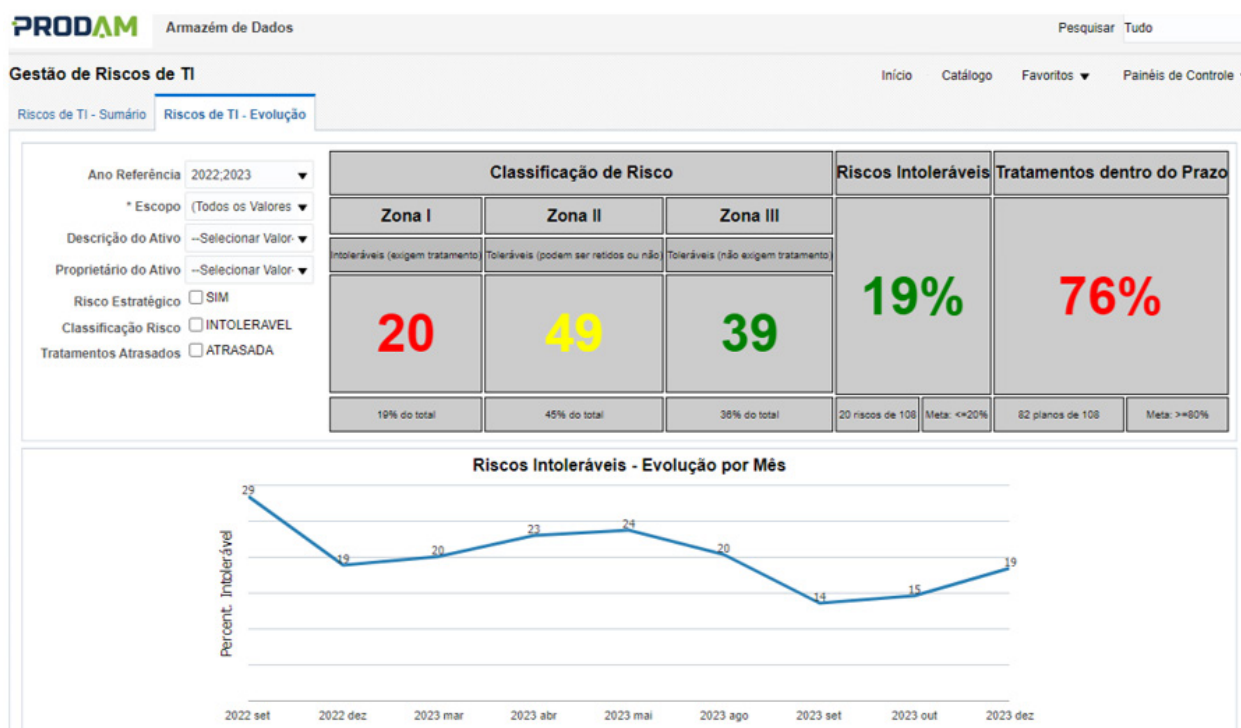 PRODAM
Armazém de Dados
Pesquisar Tudo
Gestão de Riscos de TI
Início Catálogo Favoritos Painéis de Controle
Riscos de TI - Sumário Riscos de TI - Evolução
Ano Referência 2022;2023
* Escopo (Todos os Valores
Descrição do Ativo --Selecionar Valor-
Proprietário do Ativo --Selecionar Valor-
Risco Estratégico SIM
Classificação Risco INTOLERAVEL
Tratamentos Atrasados ATRASADA
Classificação de Risco Riscos Intoleráveis Tratamentos dentro do Prazo
Zona I Zona II Zona III
Intoleráveis (exigem tratamento) Toleráveis (podem ser retidos ou não) Toleráveis (não exigem tratamento)
20 49 39 19% 76%
19% do total 45% do total 36% do total 20 riscos de 108 Meta: <=20% 82 planos de 108 Meta: >=80%
Riscos Intoleráveis - Evolução por Mês
Percent. Intolerável
29 19 20 23 24 20 14 15 19
2022 set 2022 dez 2023 mar 2023 abr 2023 mai 2023 ago 2023 set 2023 out 2023 dez